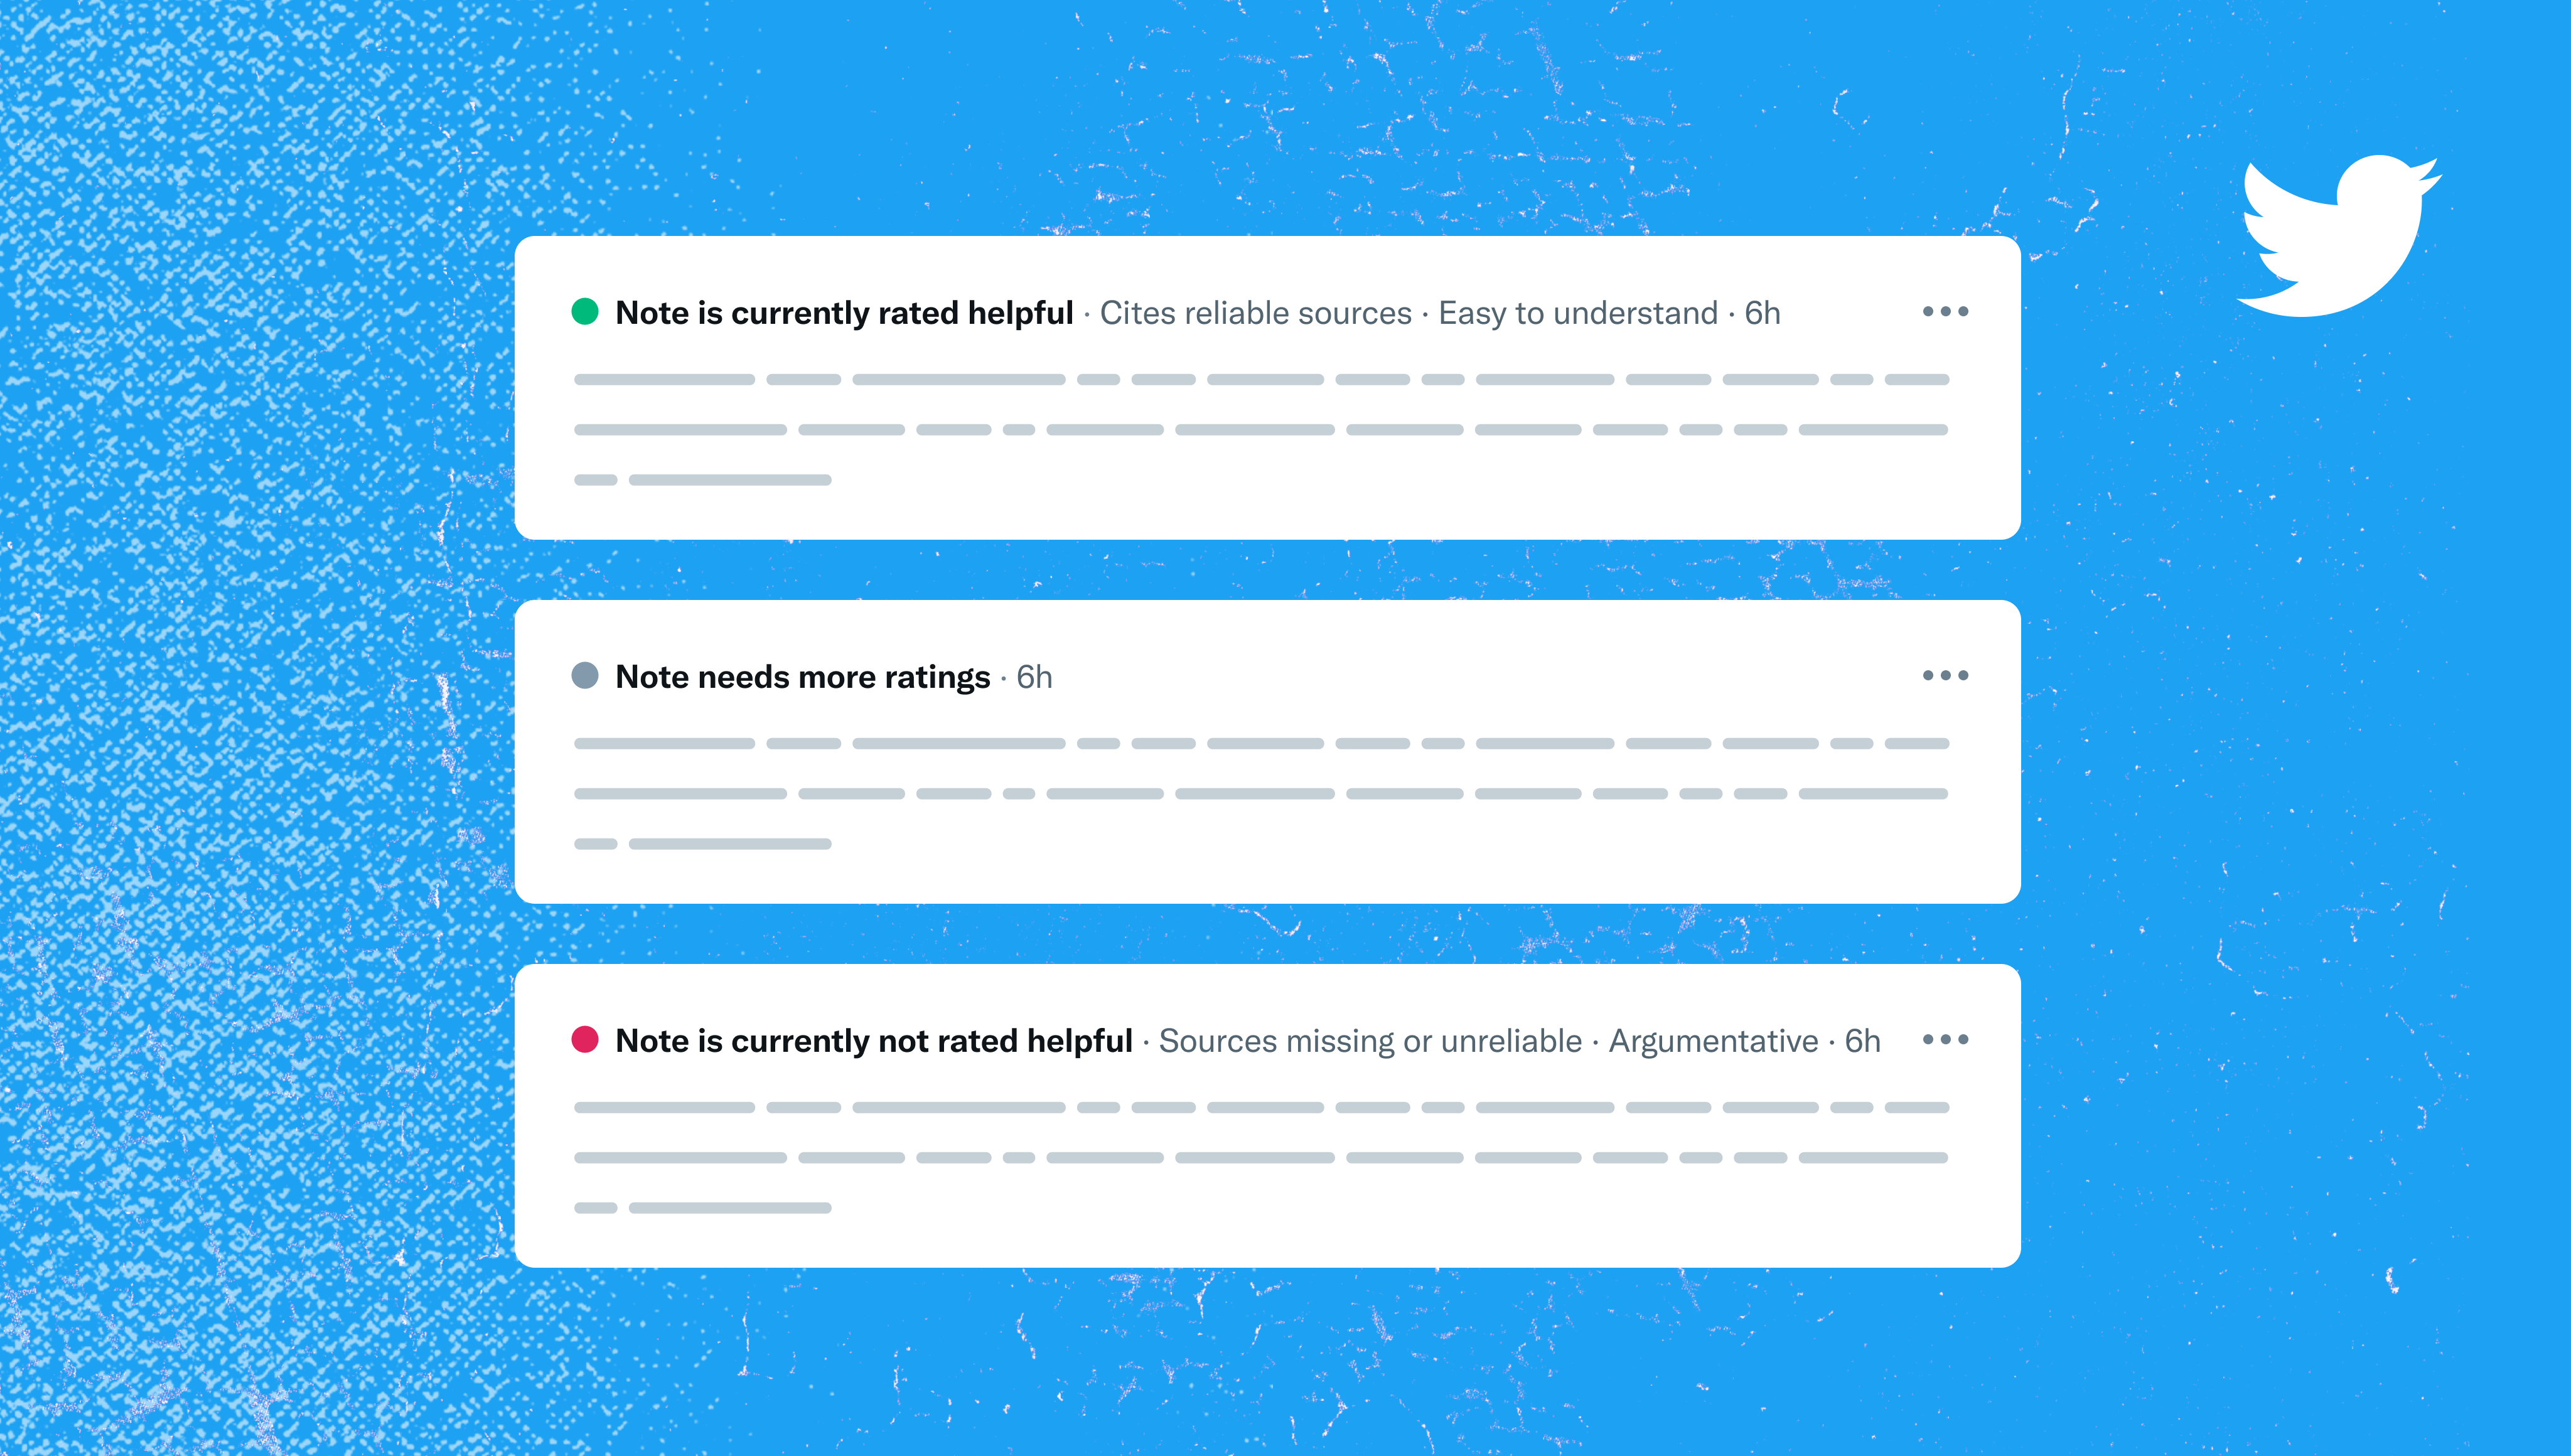 Note is currently rated helpful · Cites reliable sources · Easy to understand · 6h
Note needs more ratings · 6h
Note is currently not rated helpful · Sources missing or unreliable · Argumentative · 6h